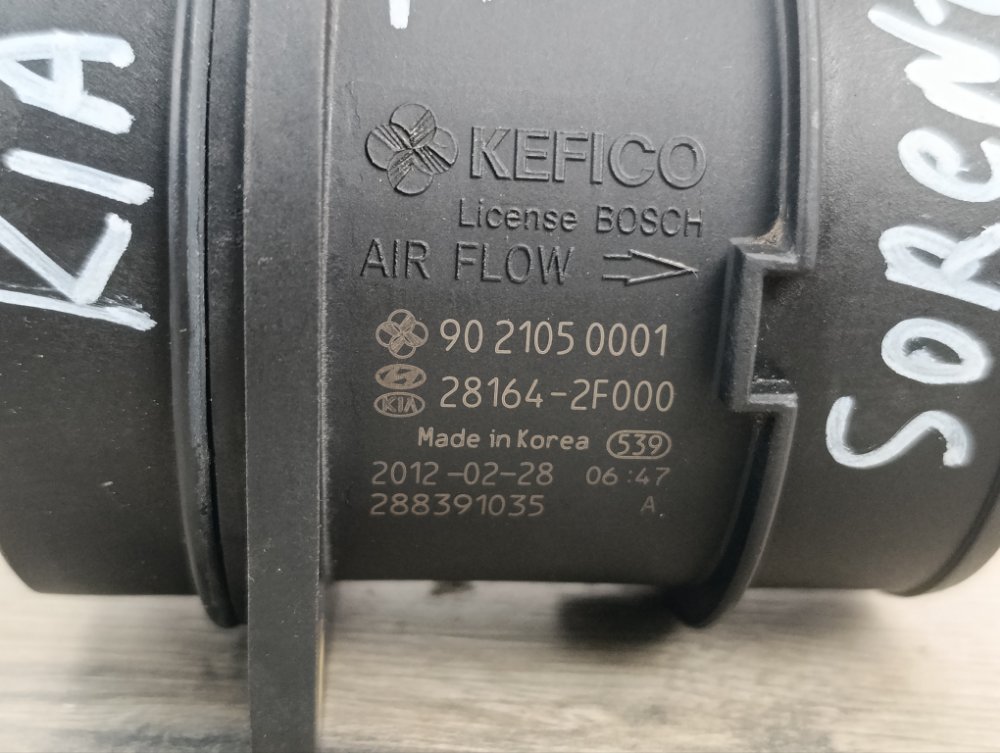 KIA
KEFICO
License BOSCH
AIR FLOW
90 2105 0001
28164-2F000
KIA
Made in Korea 539
2012-02-28 06:47
288391035 A